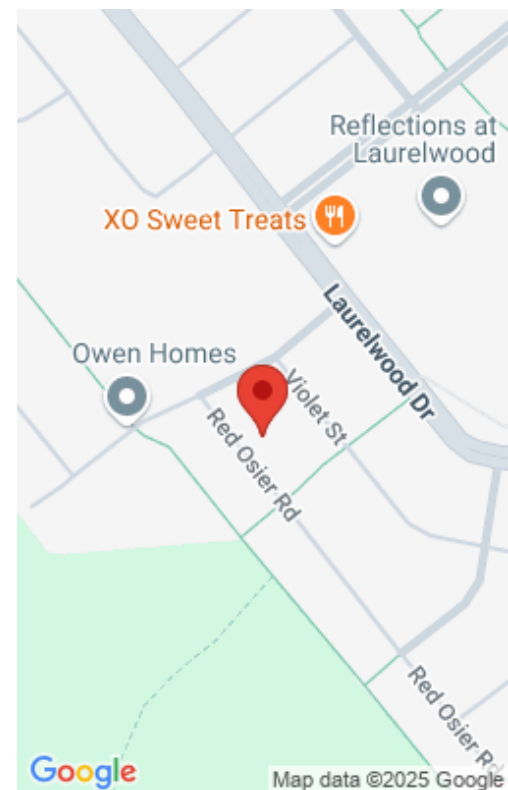 Reflections at
Laurelwood
XO Sweet Treats
Laurelwood Dr
Owen Homes
Violet St
Red Osier Rd
Red Osier Rd
Google
Map data ©2025 Google